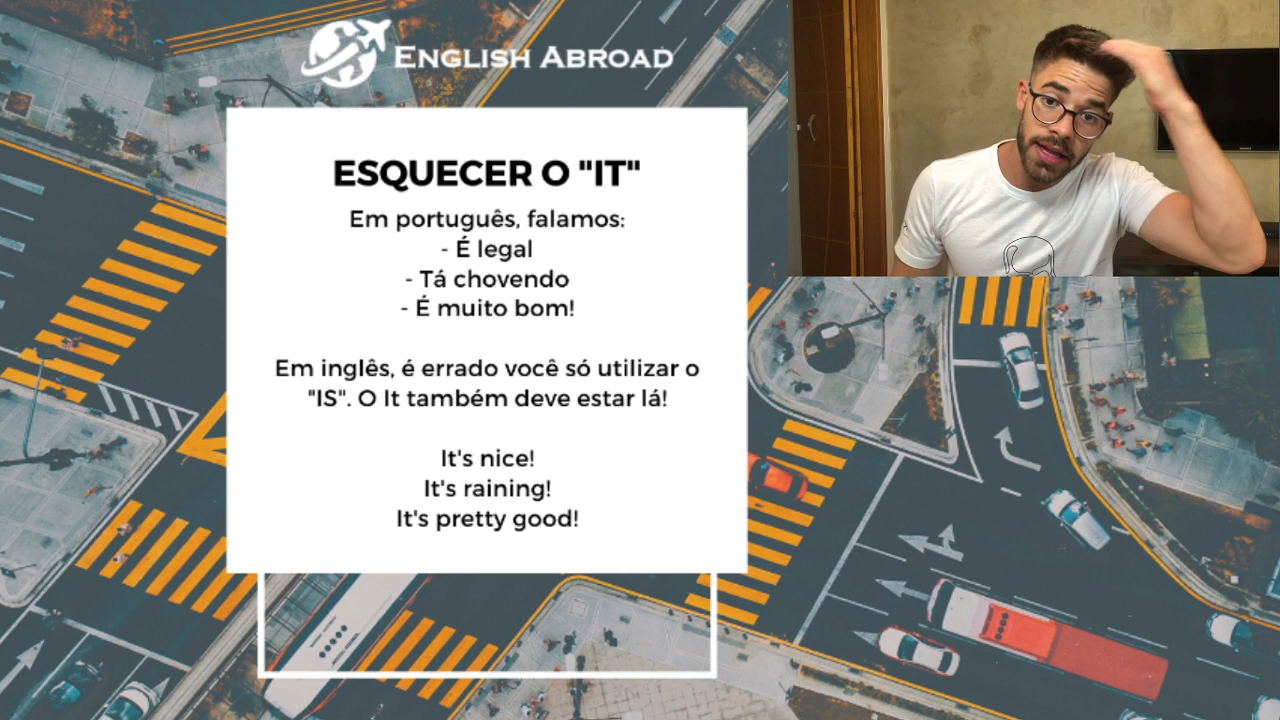 ENGLISH ABROAD
ESQUECER O "IT"
Em português, falamos:
- É legal
- Tá chovendo
- É muito bom!
Em inglês, é errado você só utilizar o
"IS". O It também deve estar lá!
It's nice!
It's raining!
It's pretty good!